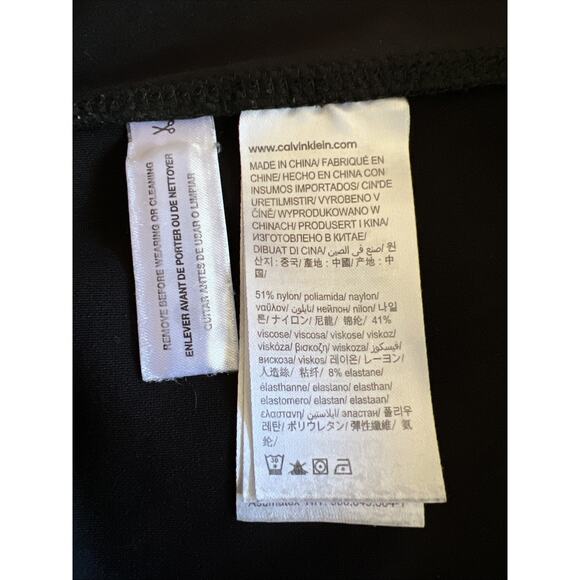 REMOVE BEFORE WEARING OR CLEANING
ENLEVER AVANT DE PORTER OU DE NETTOYER
QUITAR ANTES DE USAR O LIMPIAR
www.calvinklein.com
MADE IN CHINA/ FABRIQUÉ EN
CHINE/ HECHO EN CHINA CON
INSUMOS IMPORTADOS/ CIN'DE
URETILMISTIR/ VYROBENO V
ČÍNĚ/ WYPRODUKOWANO W
CHINACH/ PRODUSERT I KINA/
ИЗГОТОВЛЕНО В КИТАЕ/
DIBUAT DI CINA/ صنع في الصين/ 원
산지: 중국/ 產地：中國/ 产地：中
国/
51% nylon/ poliamida/ naylon/
ναΰλον/ نايلون/ нейлон/ nilon/ 나일
론/ ナイロン/ 尼龍/ 锦纶/ 41%
viscose/ viscosa/ viskose/ viskoz/
viskóza/ βισκοζη/ wiskoza/ فيسكوز/
вискоза/ viskos/ 레이온/ レーヨン/
人造絲/ 粘纤/ 8% elastane/
élasthanne/ elastano/ elasthan/
elastomero/ elastan/ elastaan/
ελασταντη/ ايلاستين/ эластан/ 폴리우
레탄/ ポリウレタン/ 彈性纖維/ 氨
纶/
30